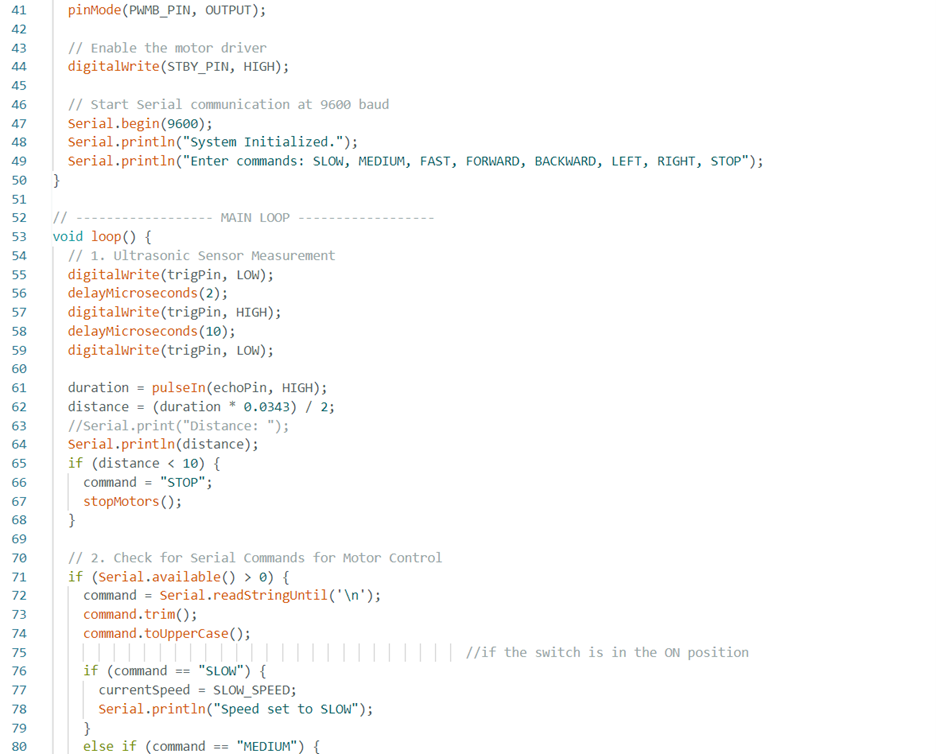 41 pinMode(PWMB_PIN, OUTPUT);
42
43 // Enable the motor driver
44 digitalWrite(STBY_PIN, HIGH);
45
46 // Start Serial communication at 9600 baud
47 Serial.begin(9600);
48 Serial.println("System Initialized.");
49 Serial.println("Enter commands: SLOW, MEDIUM, FAST, FORWARD, BACKWARD, LEFT, RIGHT, STOP");
50 }
51
52 // ------------------ MAIN LOOP ------------------
53 void loop() {
54 // 1. Ultrasonic Sensor Measurement
55 digitalWrite(trigPin, LOW);
56 delayMicroseconds(2);
57 digitalWrite(trigPin, HIGH);
58 delayMicroseconds(10);
59 digitalWrite(trigPin, LOW);
60
61 duration = pulseIn(echoPin, HIGH);
62 distance = (duration * 0.0343) / 2;
63 //Serial.print("Distance: ");
64 Serial.println(distance);
65 if (distance < 10) {
66 command = "STOP";
67 stopMotors();
68 }
69
70 // 2. Check for Serial Commands for Motor Control
71 if (Serial.available() > 0) {
72 command = Serial.readStringUntil('\n');
73 command.trim();
74 command.toUpperCase();
75 //if the switch is in the ON position
76 if (command == "SLOW") {
77 currentSpeed = SLOW_SPEED;
78 Serial.println("Speed set to SLOW");
79 }
80 else if (command == "MEDIUM") {